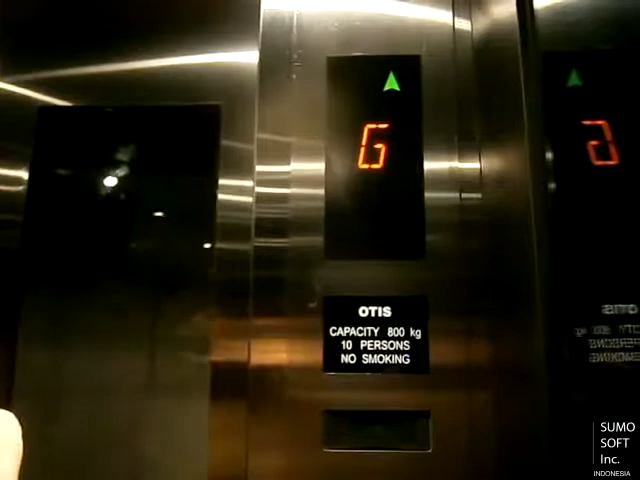 G
OTIS
CAPACITY 800 kg
10 PERSONS
NO SMOKING
SUMO
SOFT
Inc.
INDONESIA